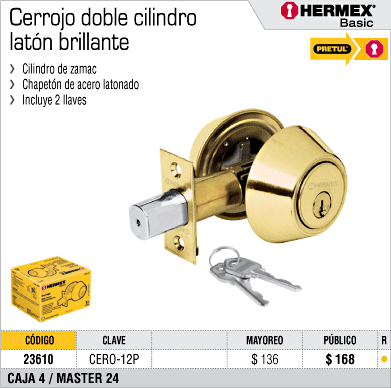 Cerrojo doble cilindro
latón brillante
HERMEX®
Basic
PRETUL®
❯ Cilindro de zamac
❯ Chapetón de acero latonado
❯ Incluye 2 llaves
HERMEX
CÓDIGO CLAVE MAYOREO PÚBLICO R
23610 CERO-12P $ 136 $ 168 ●
CAJA 4 / MASTER 24